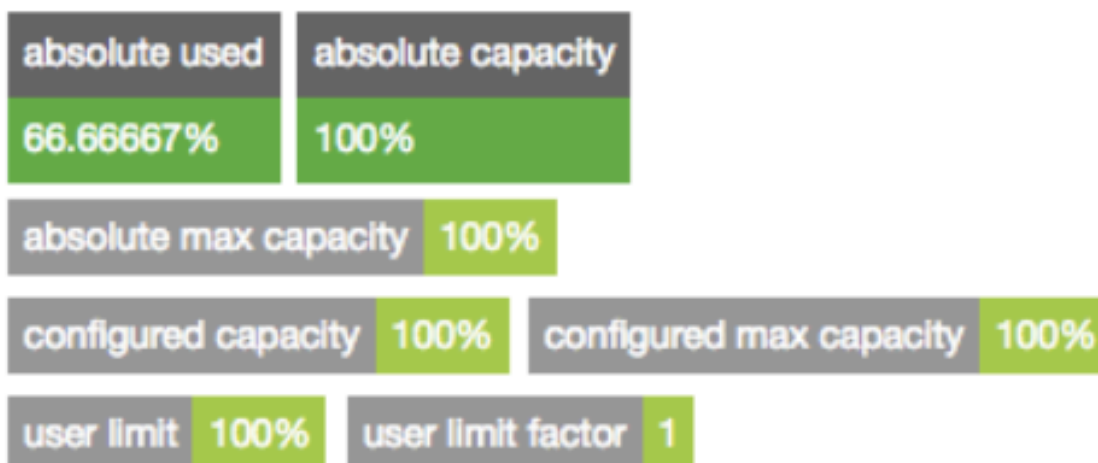 absolute used absolute capacity
66.66667% 100%
absolute max capacity 100%
configured capacity 100% configured max capacity 100%
user limit 100% user limit factor 1